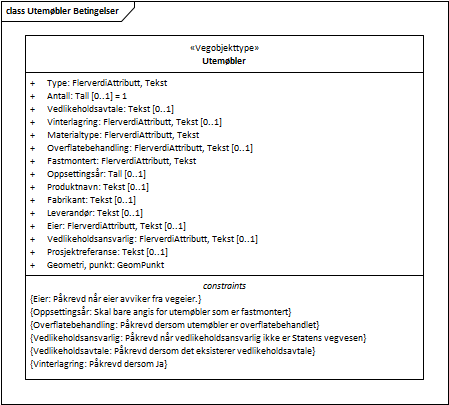 class Utemøbler Betingelser
«Vegobjekttype»
Utemøbler
+ Type: FlerverdiAttributt, Tekst
+ Antall: Tall [0..1] = 1
+ Vedlikeholdsavtale: Tekst [0..1]
+ Vinterlagring: FlerverdiAttributt, Tekst [0..1]
+ Materialtype: FlerverdiAttributt, Tekst
+ Overflatebehandling: FlerverdiAttributt, Tekst [0..1]
+ Fastmontert: FlerverdiAttributt, Tekst
+ Oppsettingsår: Tall [0..1]
+ Produktnavn: Tekst [0..1]
+ Fabrikant: Tekst [0..1]
+ Leverandør: Tekst [0..1]
+ Eier: FlerverdiAttributt, Tekst [0..1]
+ Vedlikeholdsansvarlig: FlerverdiAttributt, Tekst [0..1]
+ Prosjektreferanse: Tekst [0..1]
+ Geometri, punkt: GeomPunkt
constraints
{Eier: Påkrevd når eier avviker fra vegeier.}
{Oppsettingsår: Skal bare angis for utemøbler som er fastmontert}
{Overflatebehandling: Påkrevd dersom utemøbler er overflatebehandlet}
{Vedlikeholdsansvarlig: Påkrevd når vedlikeholdsansvarlig ikke er Statens vegvesen}
{Vedlikeholdsavtale: Påkrevd dersom det eksisterer vedlikeholdsavtale}
{Vinterlagring: Påkrevd dersom Ja}